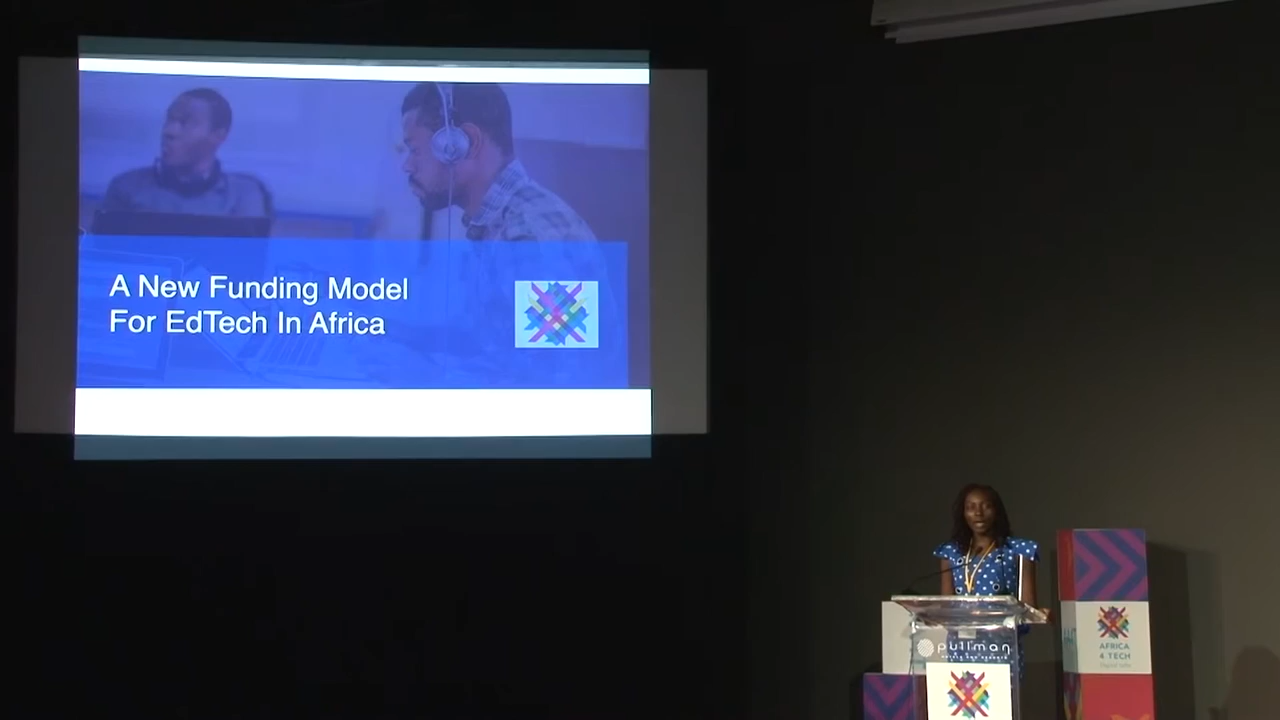 A New Funding Model
For EdTech In Africa
pullman
AFRICA
4 TECH